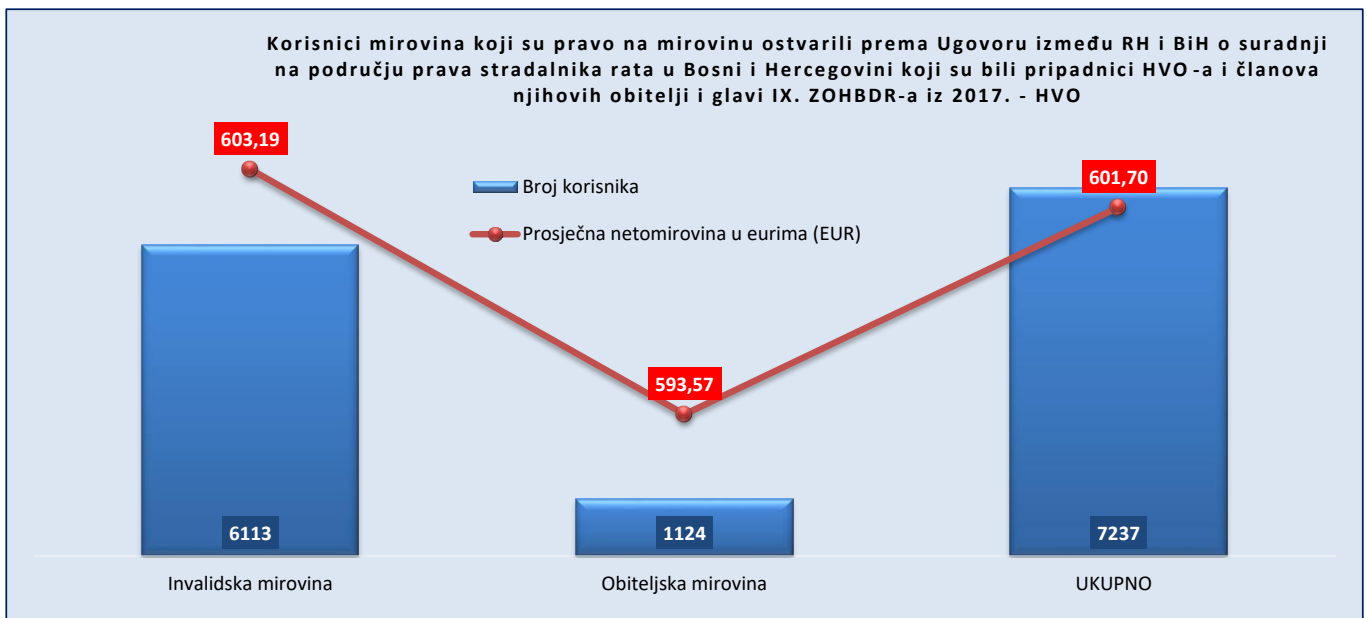 Korisnici mirovina koji su pravo na mirovinu ostvarili prema Ugovoru između RH i BiH o suradnji
na području prava stradalnika rata u Bosni i Hercegovini koji su bili pripadnici HVO-a i članova
njihovih obitelji i glavi IX. ZOHBDR-a iz 2017. - HVO
603,19
601,70
Broj korisnika
Prosječna netomirovina u eurima (EUR)
593,57
6113
1124
7237
Invalidska mirovina
Obiteljska mirovina
UKUPNO